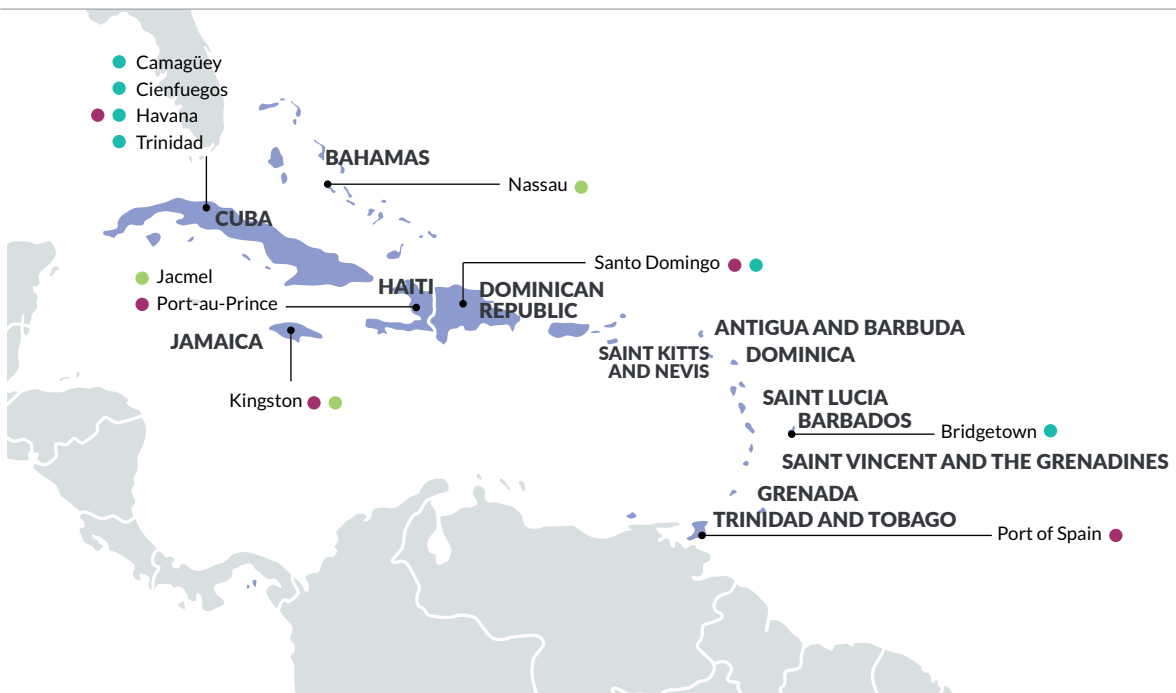 Camagüey
Cienfuegos
Havana
Trinidad
BAHAMAS
Nassau
CUBA
Santo Domingo
Jacmel
HAITI
DOMINICAN
REPUBLIC
Port-au-Prince
JAMAICA
ANTIGUA AND BARBUDA
SAINT KITTS
AND NEVIS
DOMINICA
Kingston
SAINT LUCIA
BARBADOS
Bridgetown
SAINT VINCENT AND THE GRENADINES
GRENADA
TRINIDAD AND TOBAGO
Port of Spain